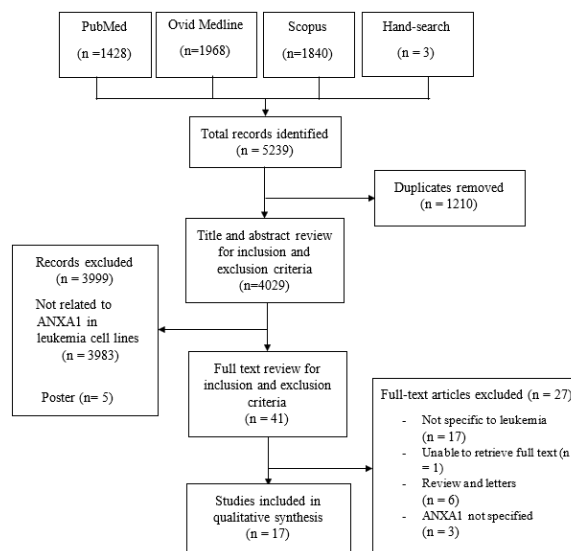 PubMed
(n =1428)
Ovid Medline
(n=1968)
Scopus
(n=1840)
Hand-search
(n = 3)
Total records identified
(n = 5239)
Duplicates removed
(n = 1210)
Title and abstract review
for inclusion and
exclusion criteria
(n=4029)
Records excluded
(n = 3999)
Not related to
ANXA1 in
leukemia cell lines
(n = 3983)
Poster (n= 5)
Full text review for
inclusion and exclusion
criteria
(n = 41)
Full-text articles excluded (n = 27)
- Not specific to leukemia
(n = 17)
- Unable to retrieve full text (n
= 1)
- Review and letters
(n = 6)
- ANXA1 not specified
(n = 3)
Studies included in
qualitative synthesis
(n = 17)